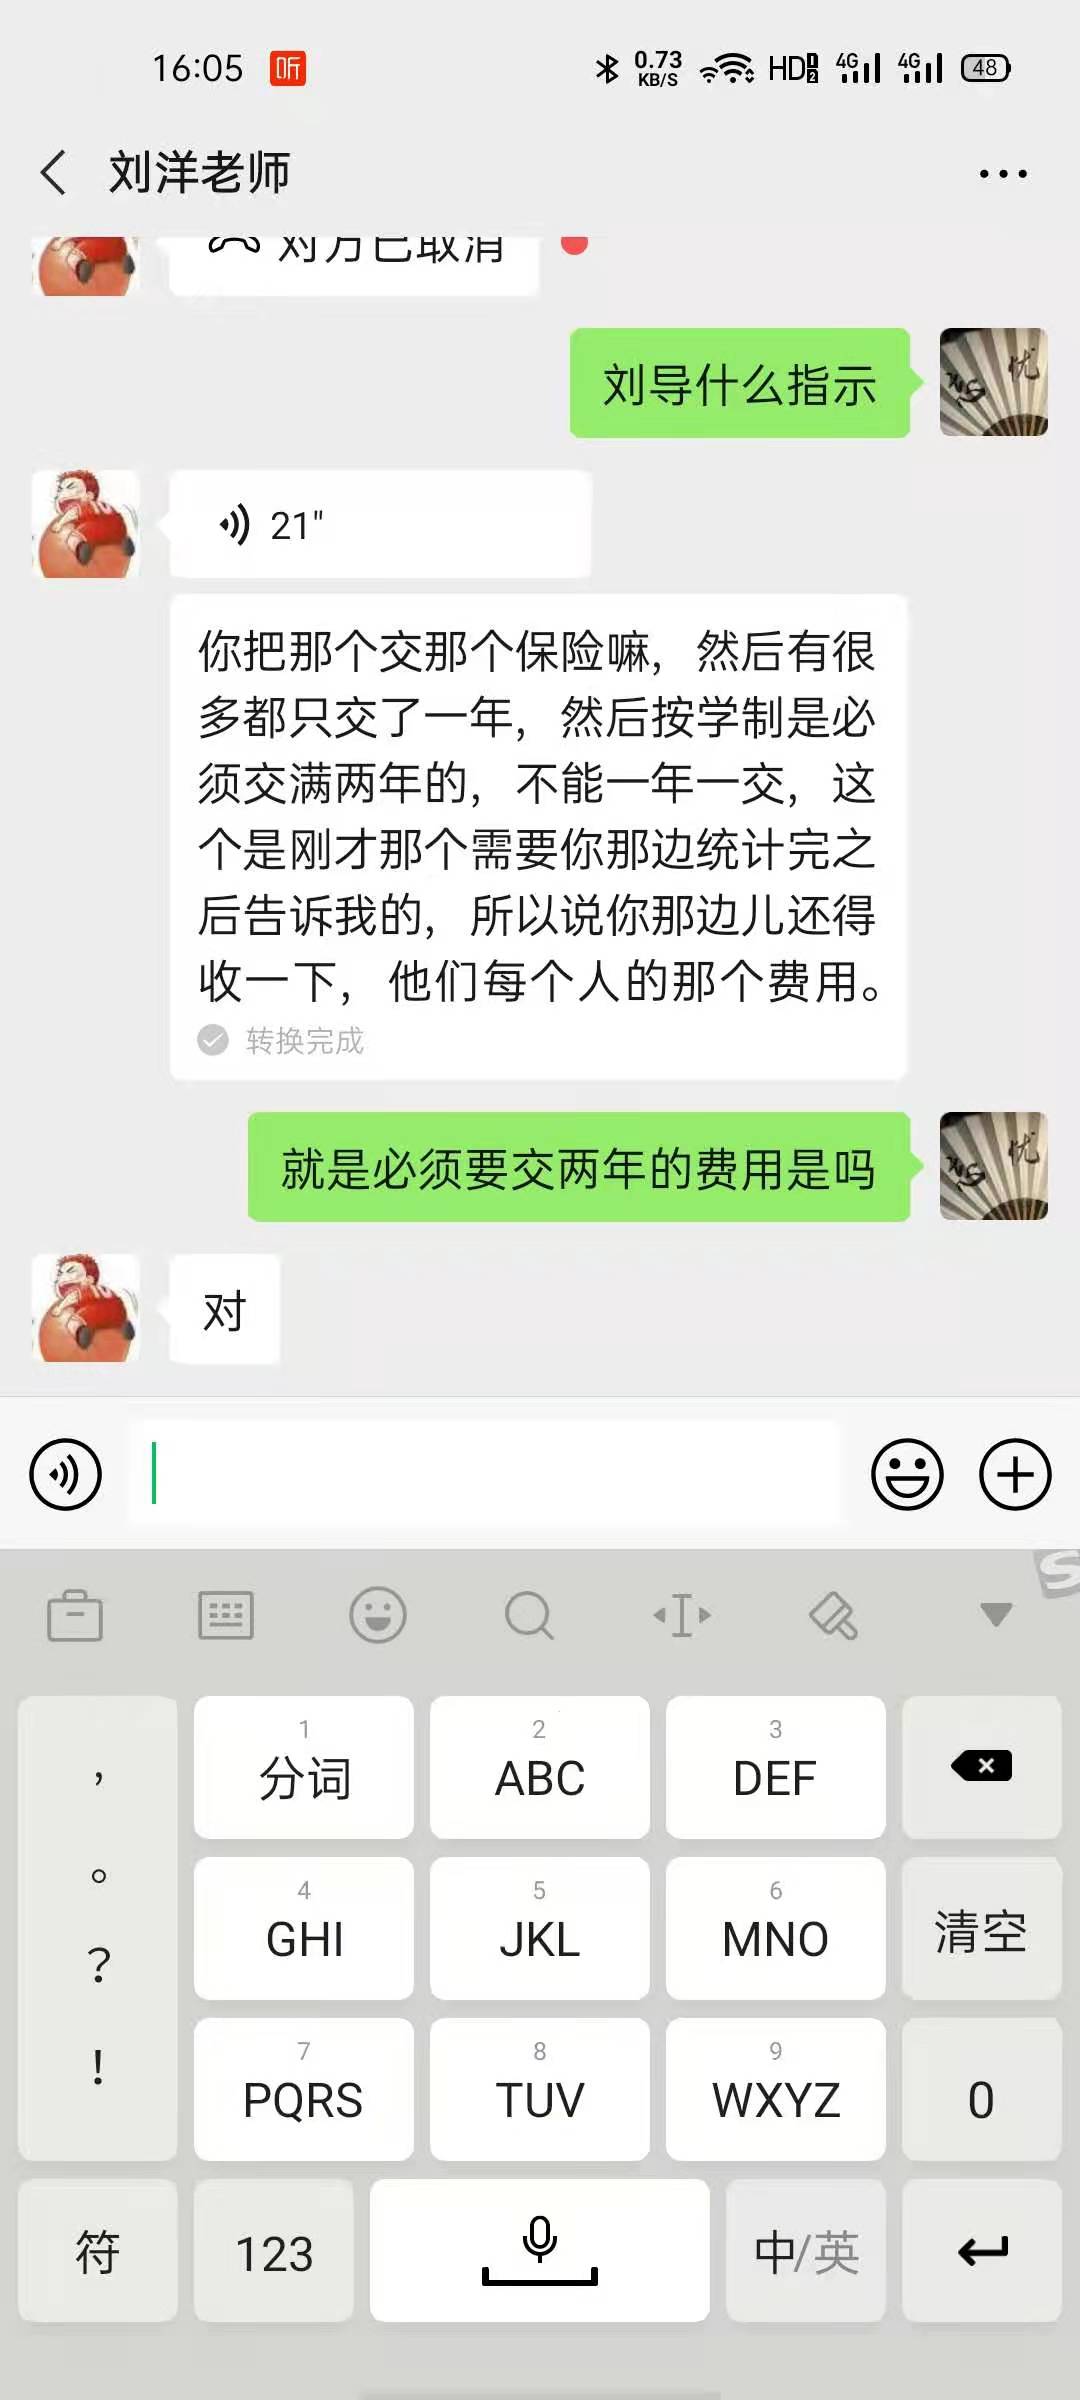 16:05 听 0.73 KB/S HD 1 2 4G 4G 48
刘洋老师
对方已取消
刘导什么指示
21"
你把那个交那个保险嘛，然后有很
多都只交了一年，然后按学制是必
须交满两年的，不能一年一交，这
个是刚才那个需要你那边统计完之
后告诉我的，所以说你那边儿还得
收一下，他们每个人的那个费用。
转换完成
就是必须要交两年的费用是吗
对
S
， 1 2 3
分词 ABC DEF
。 4 5 6
GHI JKL MNO 清空
？
！ 7 8 9
PQRS TUV WXYZ 0
符 123 中/英